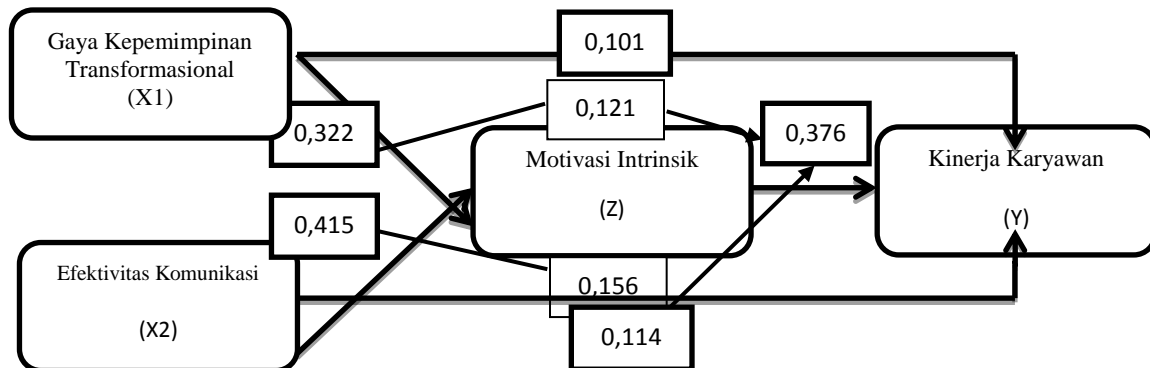 Gaya Kepemimpinan
Transformasional
(X1)
0,101
0,121
0,322
0,376
Motivasi Intrinsik
(Z)
Kinerja Karyawan
(Y)
0,415
Efektivitas Komunikasi
(X2)
0,156
0,114